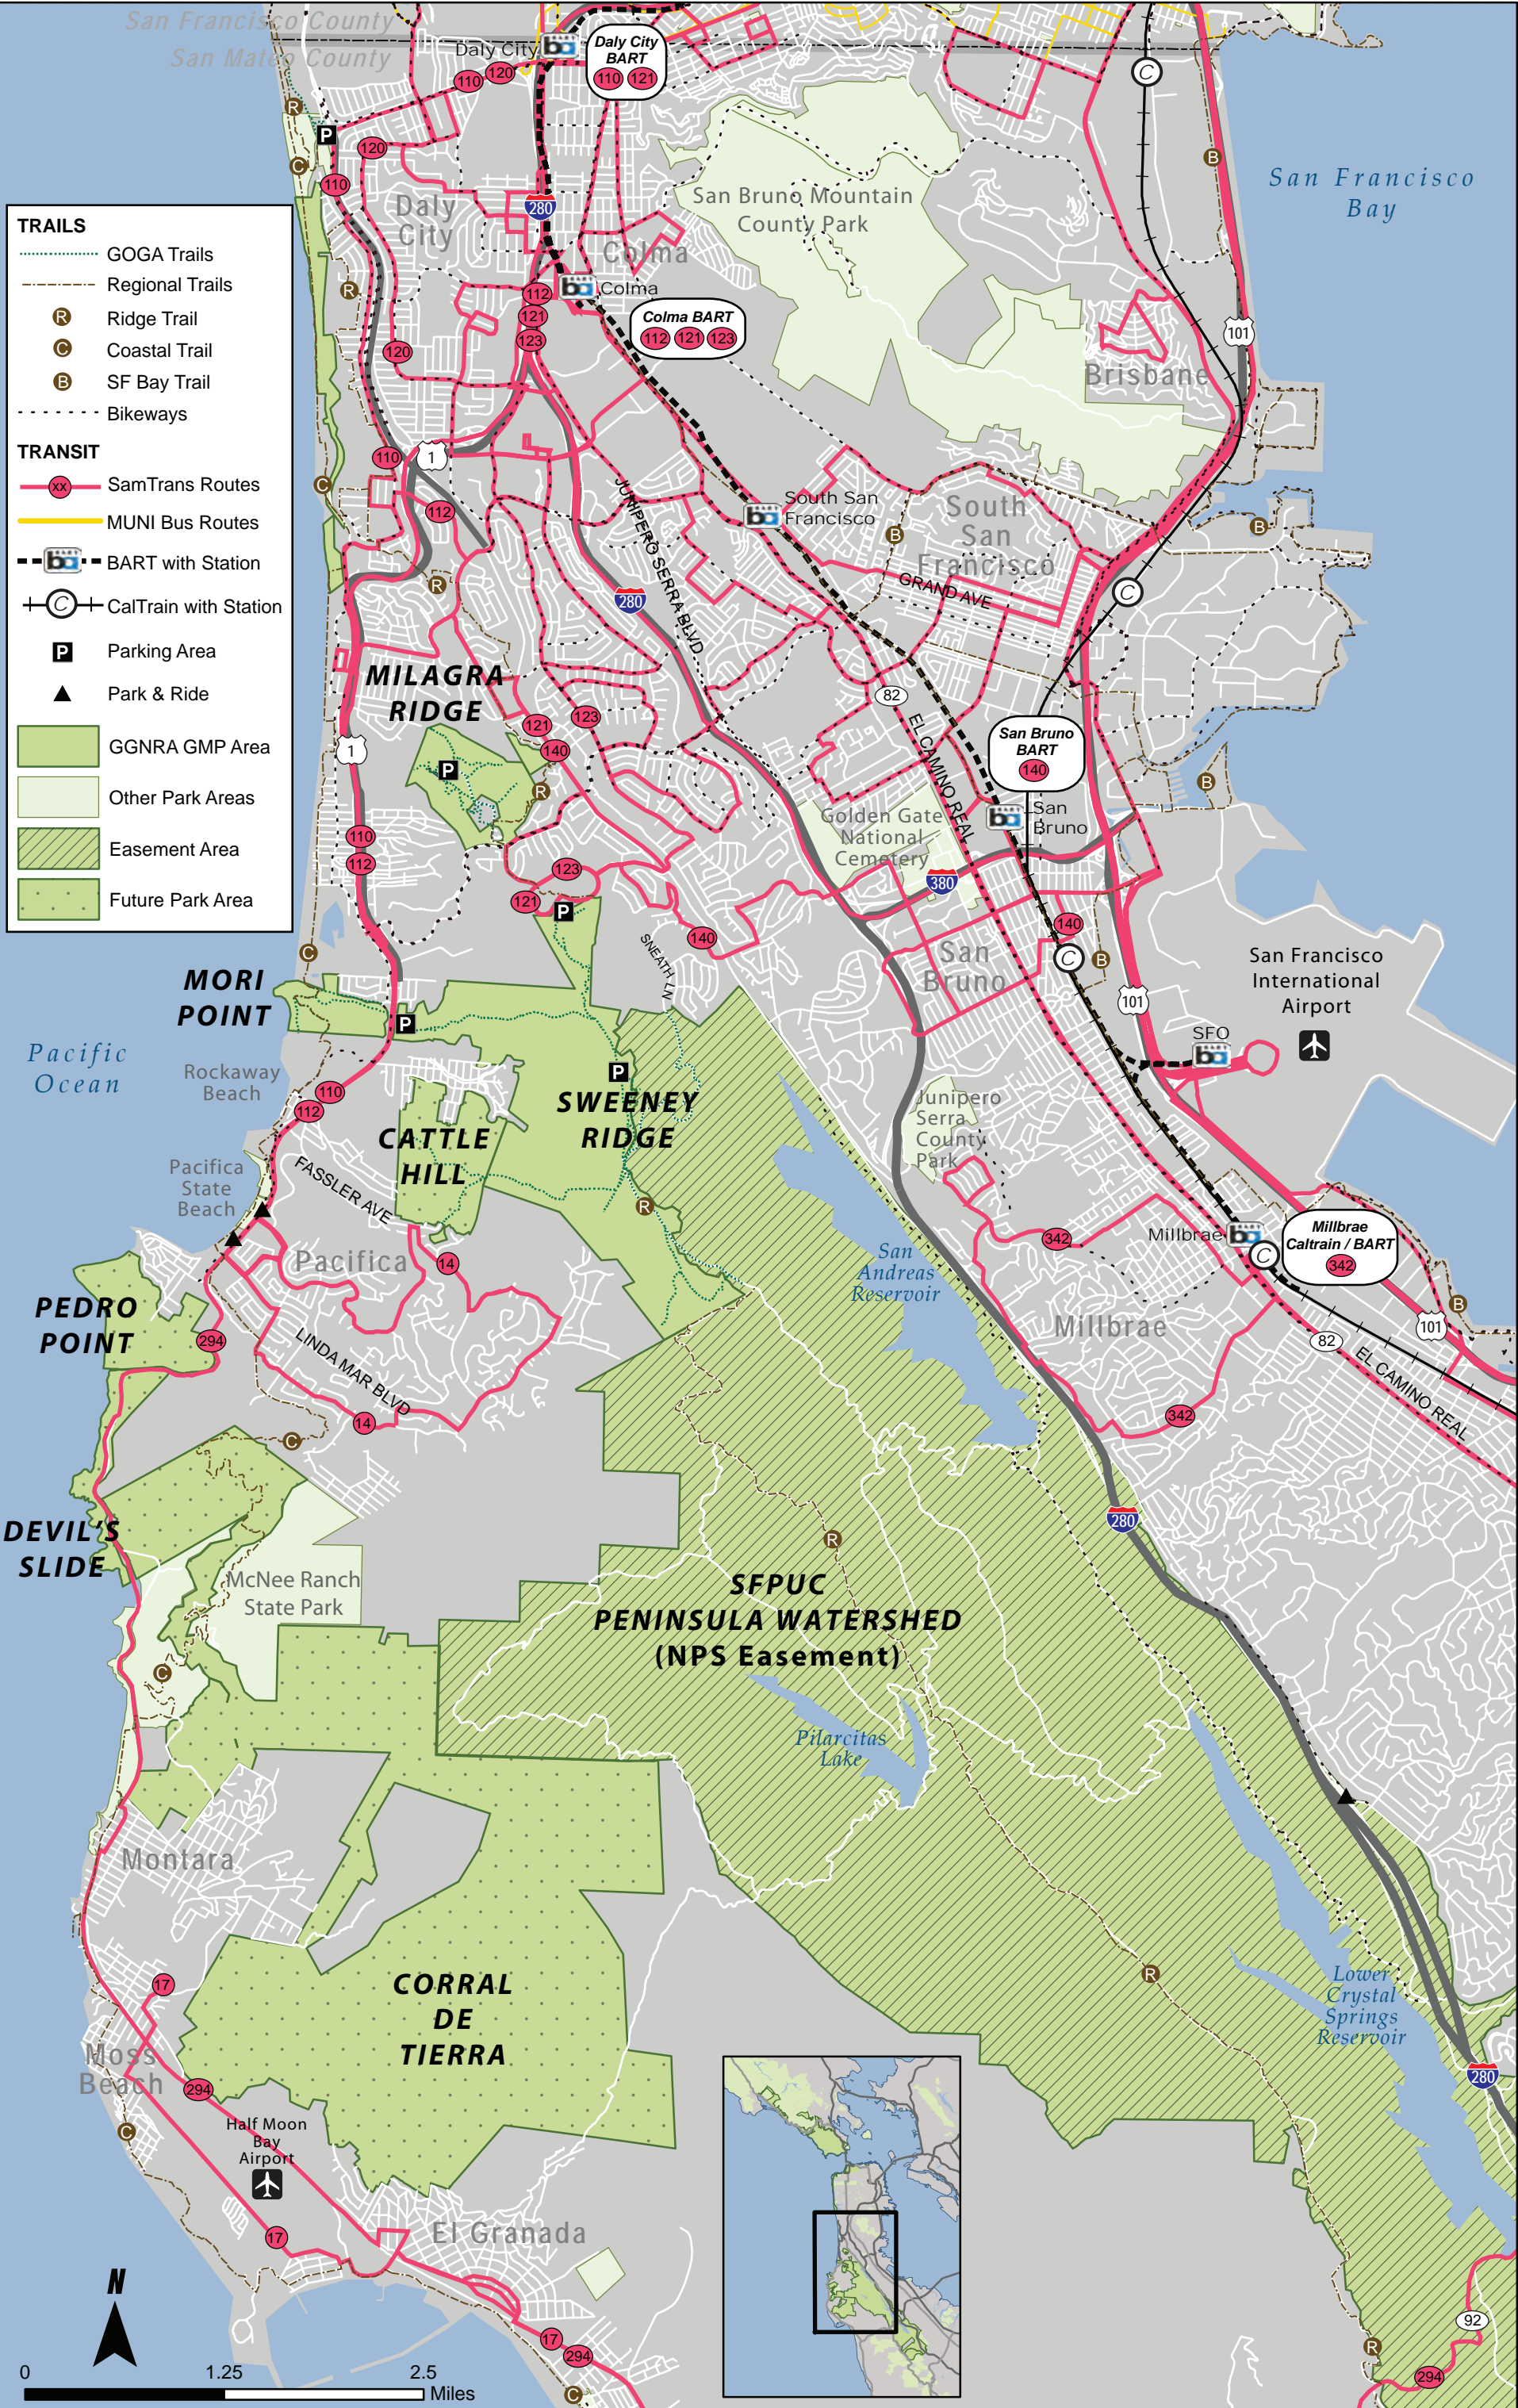 San Francisco County
San Mateo County
Daly City
Daly City
BART
110 121
110
120
C
R
P
120
C
110
B
San Francisco
Bay
San Bruno Mountain
County Park
Daly
City
280
Colma
TRAILS
GOGA Trails
Regional Trails
R Ridge Trail
C Coastal Trail
B SF Bay Trail
Bikeways
TRANSIT
xx SamTrans Routes
MUNI Bus Routes
ba BART with Station
C CalTrain with Station
P Parking Area
Park & Ride
GGNRA GMP Area
Other Park Areas
Easement Area
Future Park Area
R
112
Colma
121
123
Colma BART
112 121 123
101
120
Brisbane
110
1
C
112
South San
Francisco
South
San
Francisco
B
B
JUNIPERO SERRA BLVD
280
R
GRAND AVE
C
MILAGRA
RIDGE
82
121
123
140
1
P
R
EL CAMINO REAL
San Bruno
BART
140
B
San
Bruno
Golden Gate
National
Cemetery
110
112
123
121
P
380
140
140
SNEATH LN
San
Bruno
C
B
C
101
San Francisco
International
Airport
SFO
MORI
POINT
P
Pacific
Ocean
Rockaway
Beach
110
112
P
SWEENEY
RIDGE
CATTLE
HILL
Junipero
Serra
County
Park
FASSLER AVE
Pacifica
State
Beach
R
342
Millbrae
C
Millbrae
Caltrain / BART
342
Pacifica
14
San
Andreas
Reservoir
PEDRO
POINT
294
LINDA MAR BLVD
Millbrae
B
101
82
EL CAMINO REAL
14
342
C
DEVIL'S
SLIDE
280
R
McNee Ranch
State Park
SFPUC
PENINSULA WATERSHED
(NPS Easement)
C
Pilarcitas
Lake
Montara
17
CORRAL
DE
TIERRA
R
Lower
Crystal
Springs
Reservoir
Moss
Beach
294
280
C
Half Moon
Bay
Airport
17
El Granada
N
17
294
92
R
294
C
0 1.25 2.5
Miles